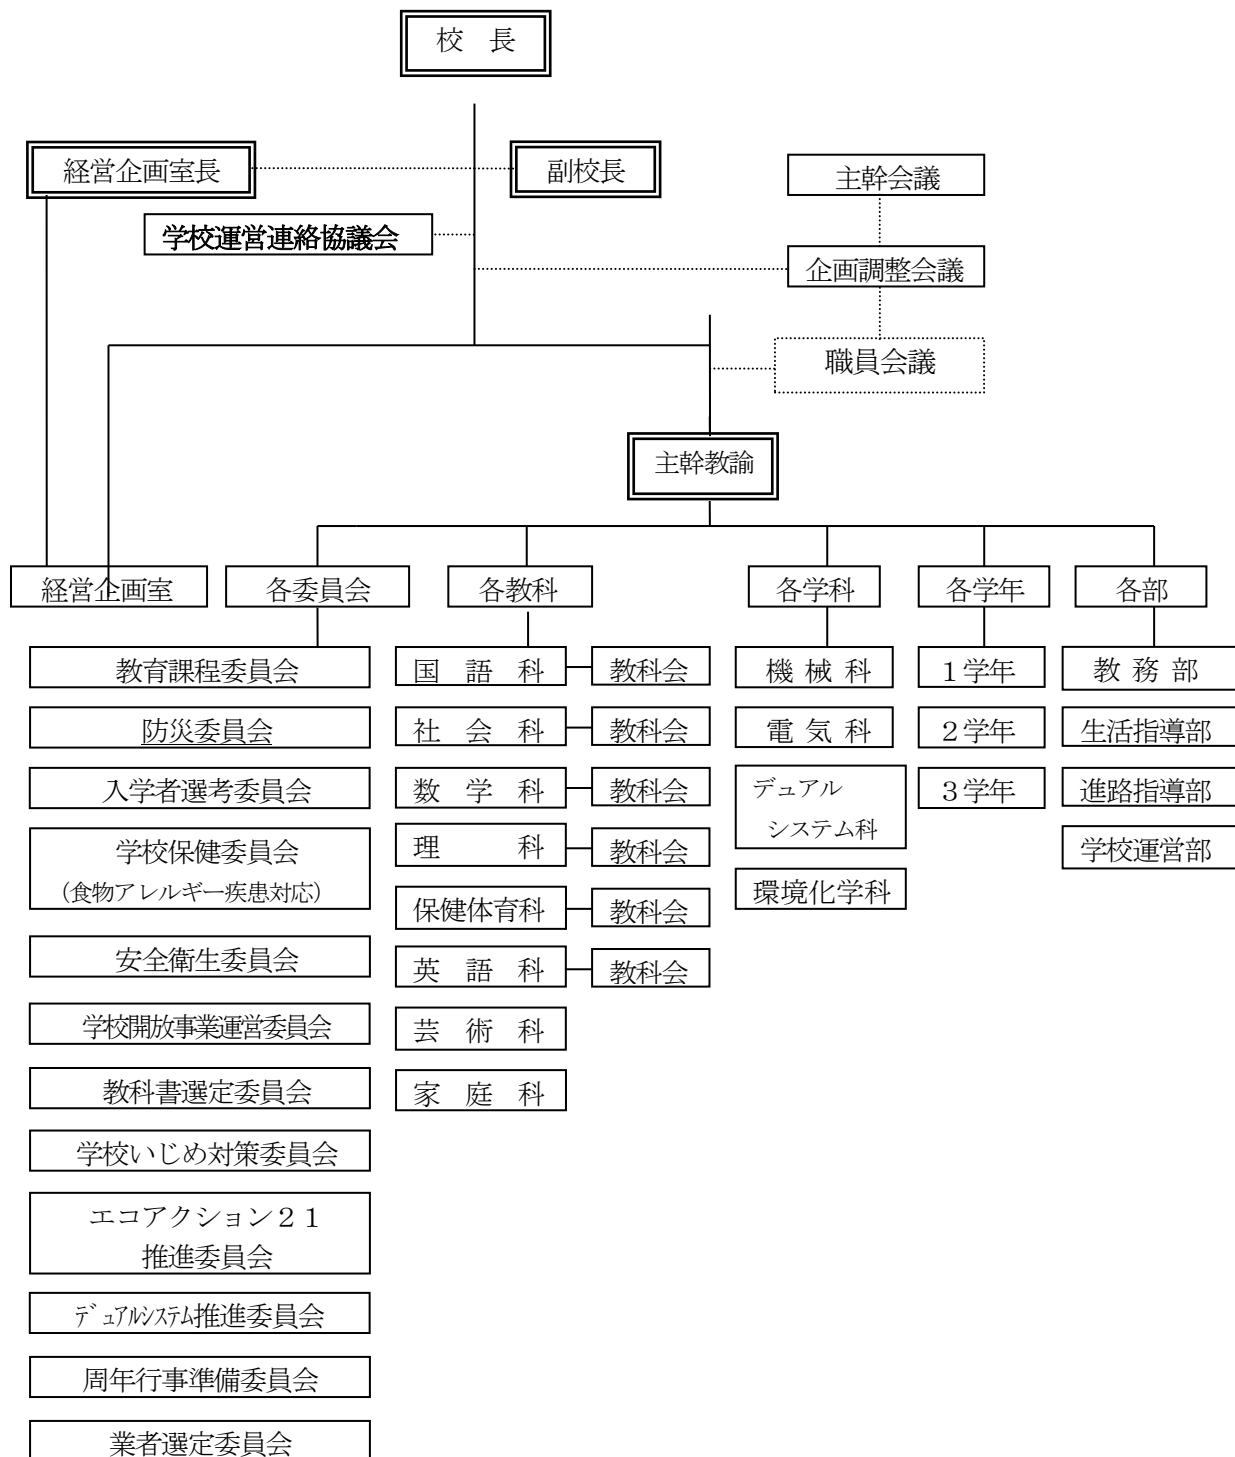 校　長
経営企画室長
副校長
主幹会議
学校運営連絡協議会
企画調整会議
職員会議
主幹教諭
経営企画室
各委員会
各教科
各学科
各学年
各部
教育課程委員会
防災委員会
入学者選考委員会
学校保健委員会
（食物アレルギー疾患対応）
安全衛生委員会
学校開放事業運営委員会
教科書選定委員会
学校いじめ対策委員会
エコアクション２１
推進委員会
ﾃﾞｭｱﾙｼｽﾃﾑ推進委員会
周年行事準備委員会
業者選定委員会
国　語　科
教科会
社　会　科
教科会
数　学　科
教科会
理　　　科
教科会
保健体育科
教科会
英　語　科
教科会
芸　術　科
家　庭　科
機 械 科
電 気 科
デュアル
システム科
環境化学科
１学年
２学年
３学年
教 務 部
生活指導部
進路指導部
学校運営部